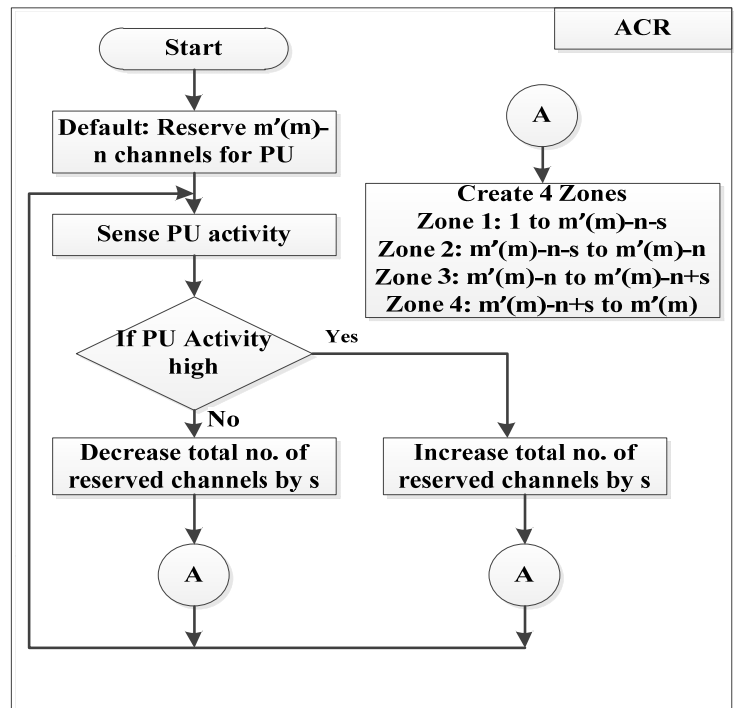 ACR
Start
Default: Reserve m′(m)-
n channels for PU
Sense PU activity
If PU Activity
high
Yes
No
Decrease total no. of
reserved channels by s
Increase total no. of
reserved channels by s
A
A
A
Create 4 Zones
Zone 1: 1 to m′(m)-n-s
Zone 2: m′(m)-n-s to m′(m)-n
Zone 3: m′(m)-n to m′(m)-n+s
Zone 4: m′(m)-n+s to m′(m)